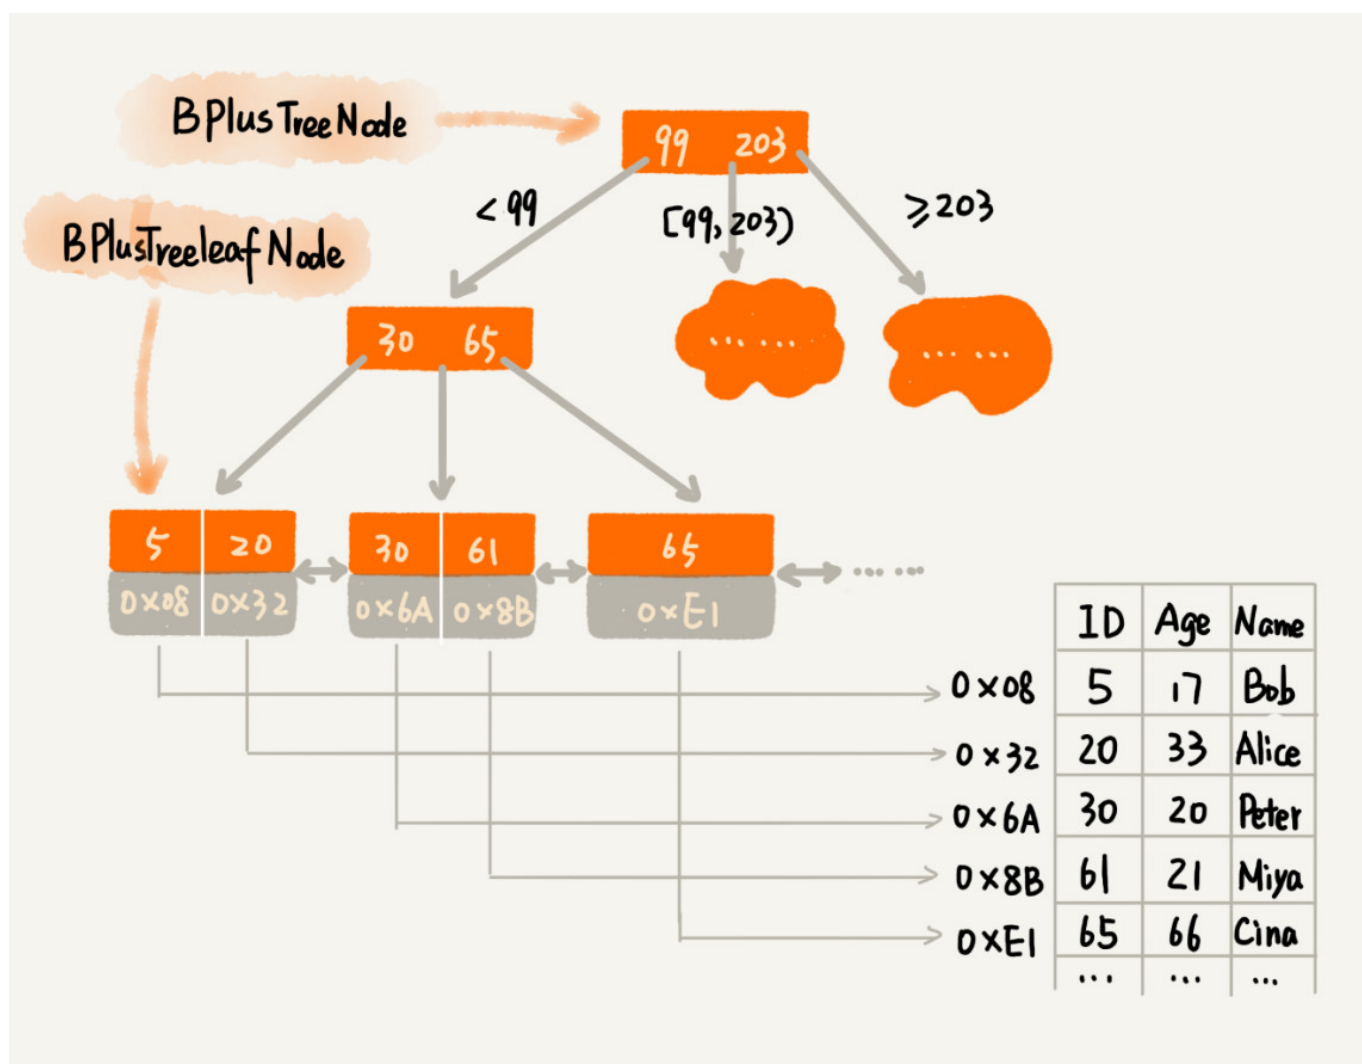 BPlusTreeNode
99 203
<99
[99,203)
≥203
BPlusTreeleafNode
30 65
...... ......
... ...
5 20 30 61 65
0x08 0x32 0x6A 0x8B 0xE1
.... ....
ID Age Name
0x08 5 17 Bob
0x32 20 33 Alice
0x6A 30 20 Peter
0x8B 61 21 Miya
0xE1 65 66 Cina
... ... ...